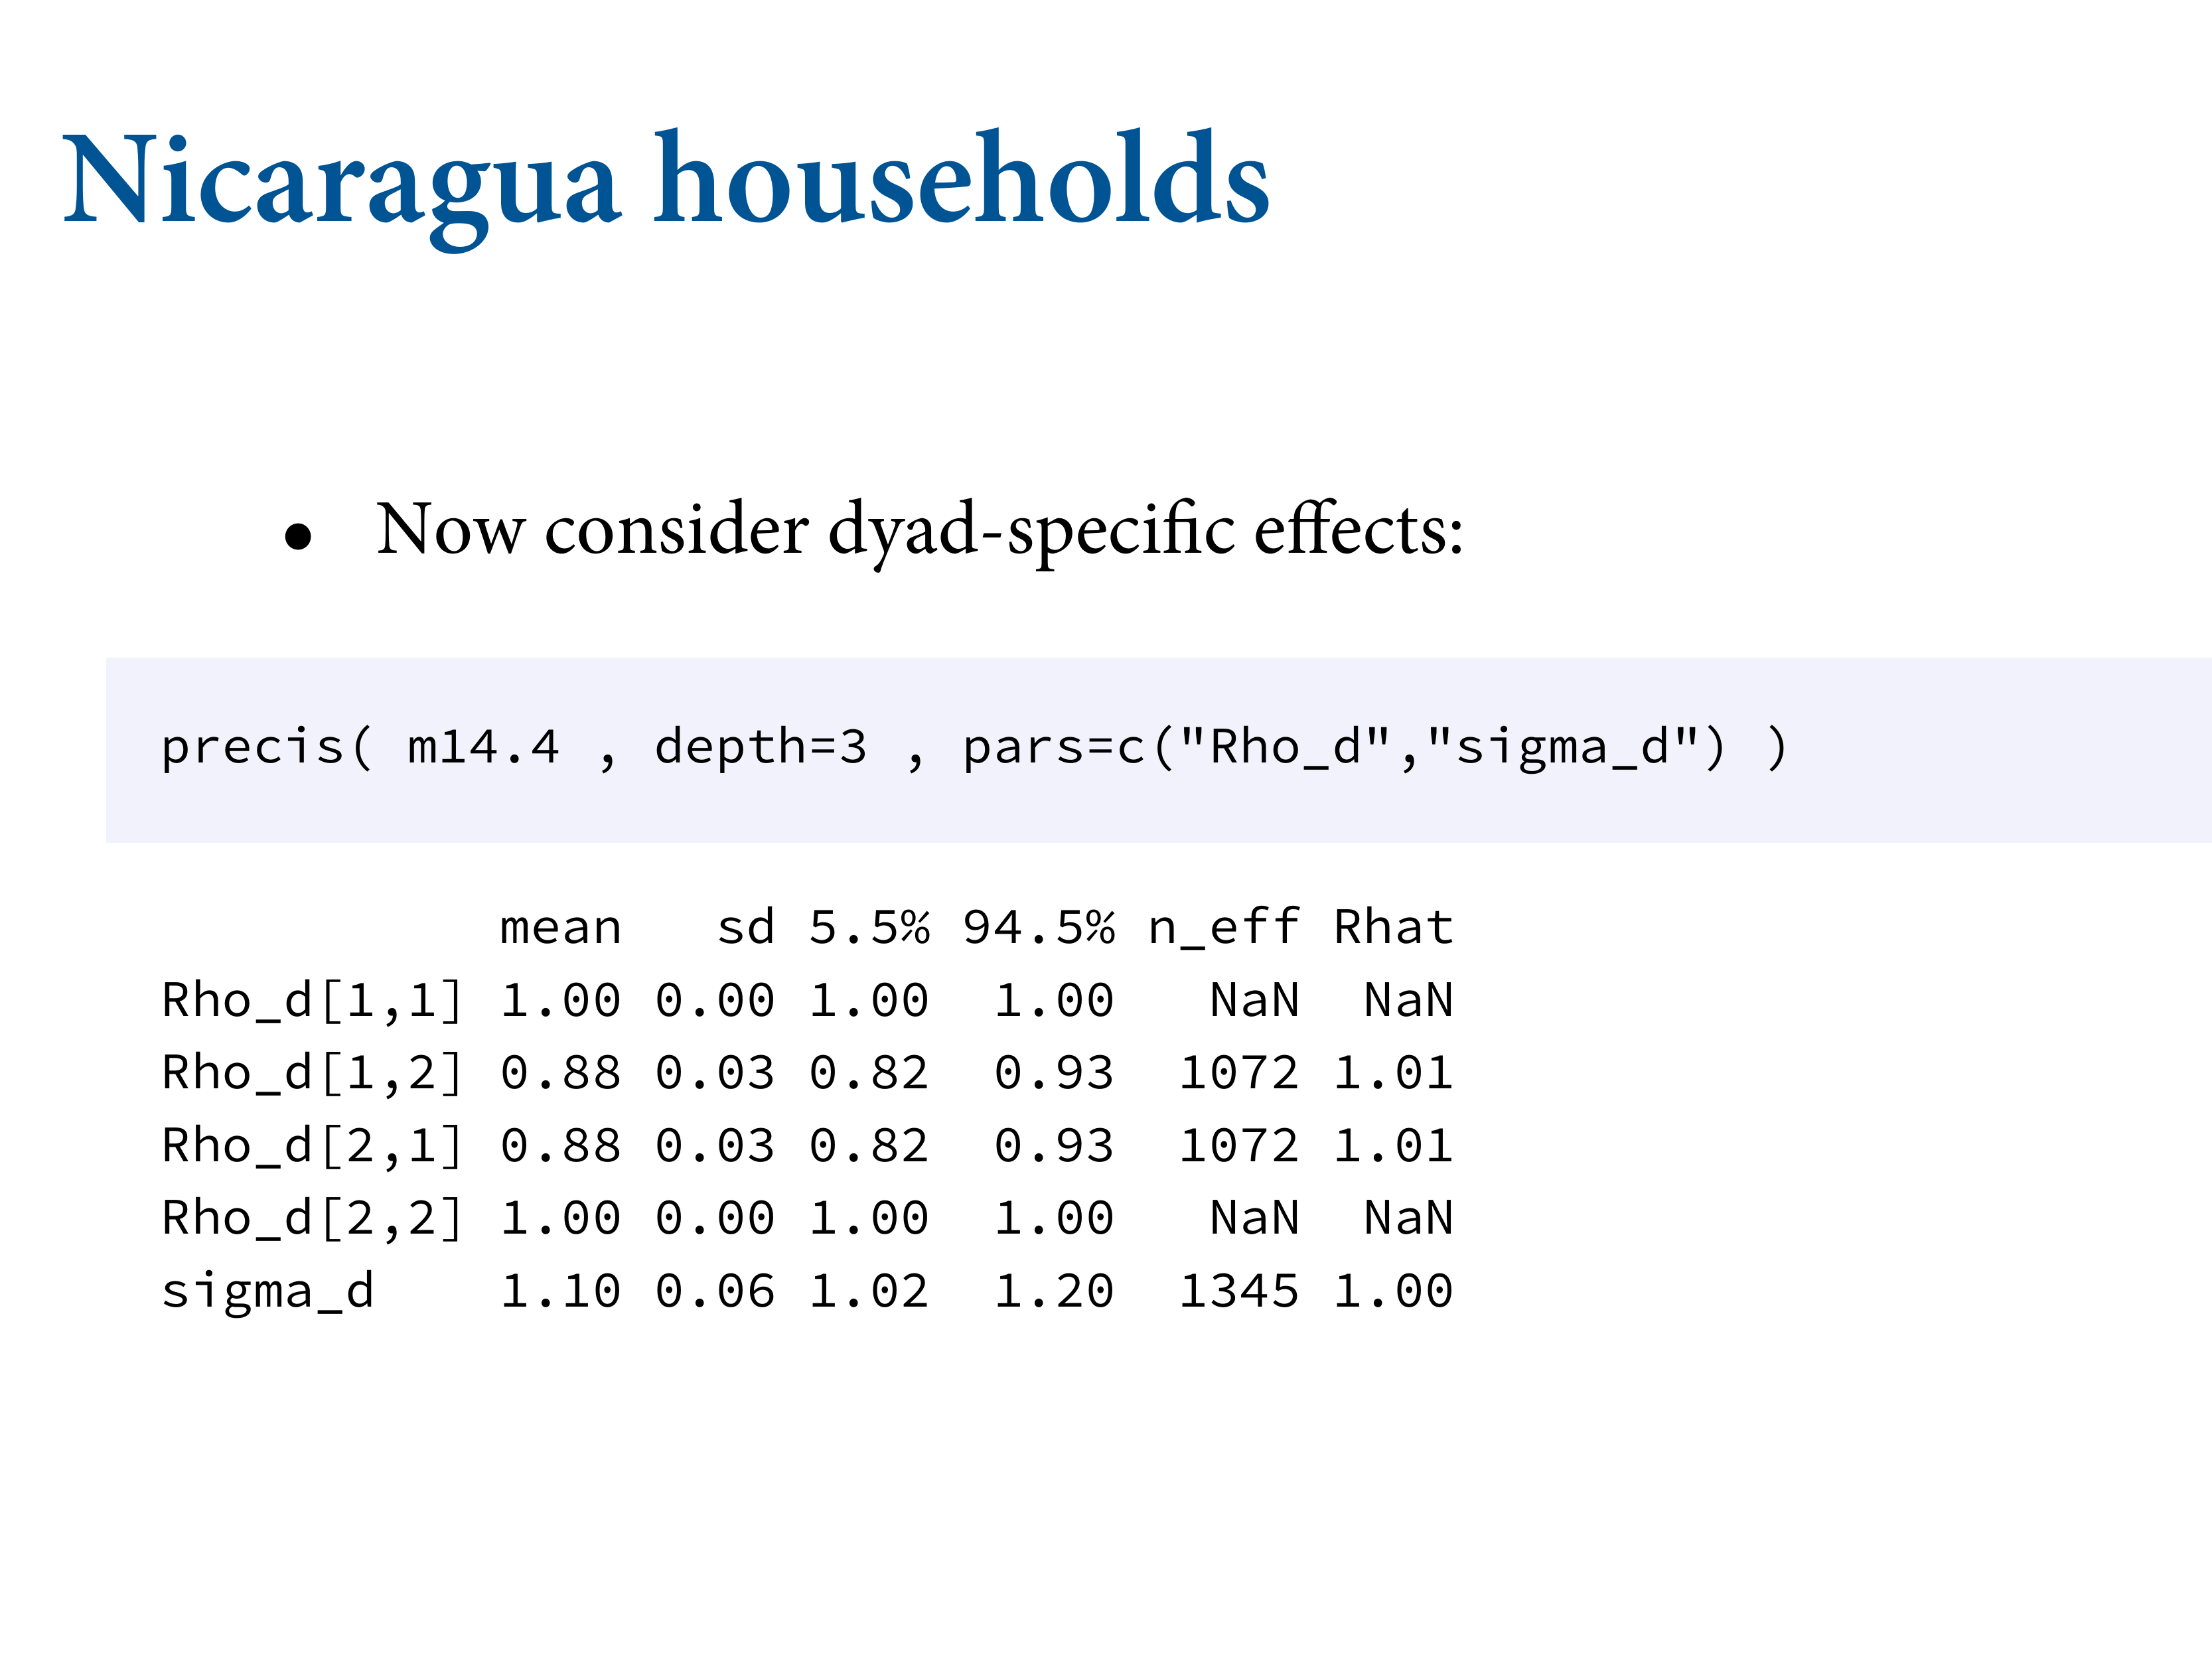 Nicaragua households
• Now consider dyad-specific effects:
precis( m14.4 , depth=3 , pars=c("Rho_d","sigma_d") )
           mean   sd 5.5% 94.5% n_eff Rhat
Rho_d[1,1] 1.00 0.00 1.00  1.00   NaN  NaN
Rho_d[1,2] 0.88 0.03 0.82  0.93  1072 1.01
Rho_d[2,1] 0.88 0.03 0.82  0.93  1072 1.01
Rho_d[2,2] 1.00 0.00 1.00  1.00   NaN  NaN
sigma_d    1.10 0.06 1.02  1.20  1345 1.00